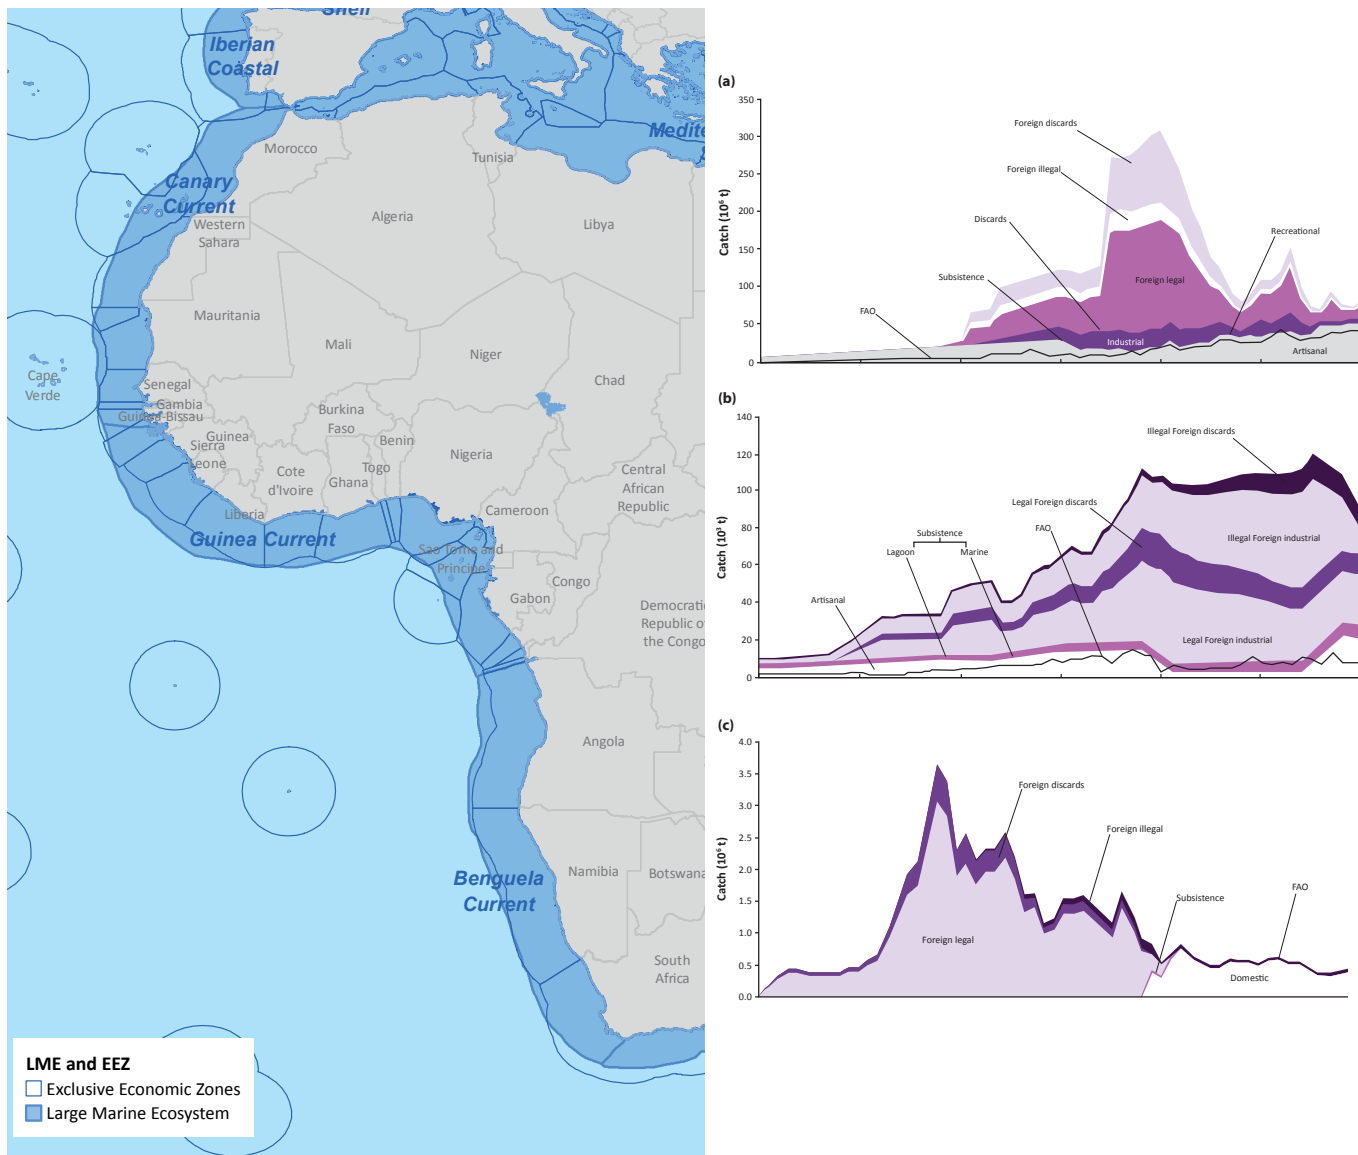 Shelf
Iberian
Coastal
Medite
S
Morocco
Tunisia
Canary
Current
Algeria
Libya
Western
Sahara
Mauritania
Mali
Niger
Chad
Cape
Verde
Senegal
Gambia
Guinea-Bissau
Guinea
Sierra
Leone
Burkina
Faso
Benin
Togo
Ghana
Cote
d'Ivoire
Nigeria
Central
African
Republic
Liberia
Cameroon
Guinea Current
Sao Tome and
Principe
Congo
Gabon
Democratic
Republic of
the Congo
Angola
Namibia
Botswana
Benguela
Current
South
Africa
LME and EEZ
Exclusive Economic Zones
Large Marine Ecosystem
(a)
350
300
250
200
150
100
50
0
Catch (10⁶ t)
Foreign discards
Foreign illegal
Discards
Recreational
Subsistence
Foreign legal
FAO
Industrial
Artisanal
(b)
140
120
100
80
60
40
20
0
Catch (10³ t)
Illegal Foreign discards
Legal Foreign discards
FAO
Subsistence
Lagoon
Marine
Illegal Foreign industrial
Artisanal
Legal Foreign industrial
(c)
4.0
3.5
3.0
2.5
2.0
1.5
1.0
0.5
0.0
Catch (10⁶ t)
Foreign discards
Foreign illegal
Subsistence
FAO
Foreign legal
Domestic